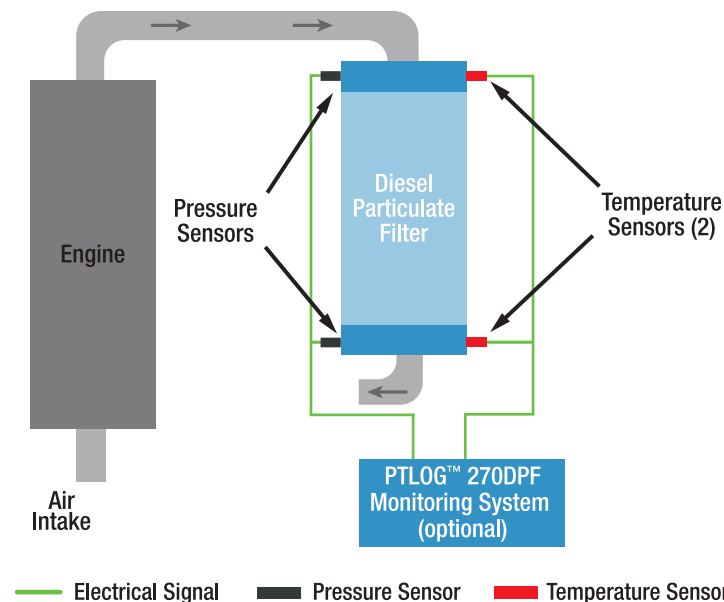 Engine
Air
Intake
Pressure
Sensors
Diesel
Particulate
Filter
Temperature
Sensors (2)
PTLOG™ 270DPF
Monitoring System
(optional)
Electrical Signal
Pressure Sensor
Temperature Sensor